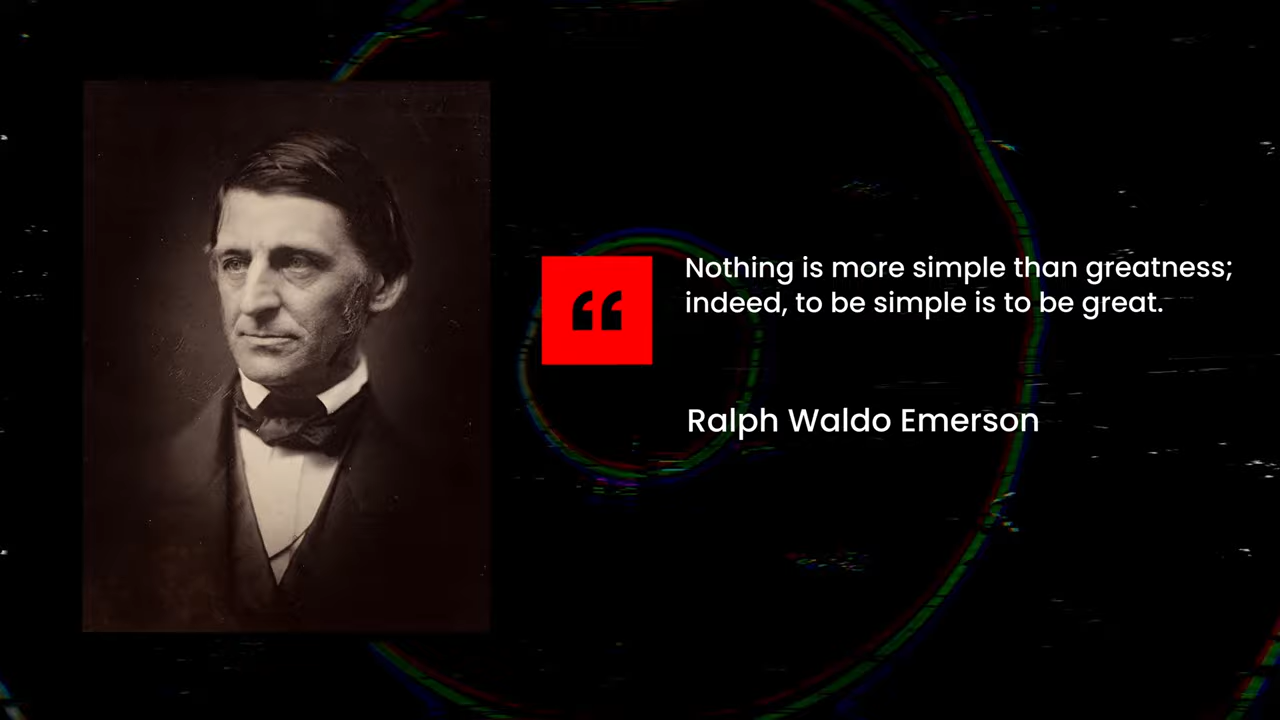 Nothing is more simple than greatness;
indeed, to be simple is to be great.
Ralph Waldo Emerson